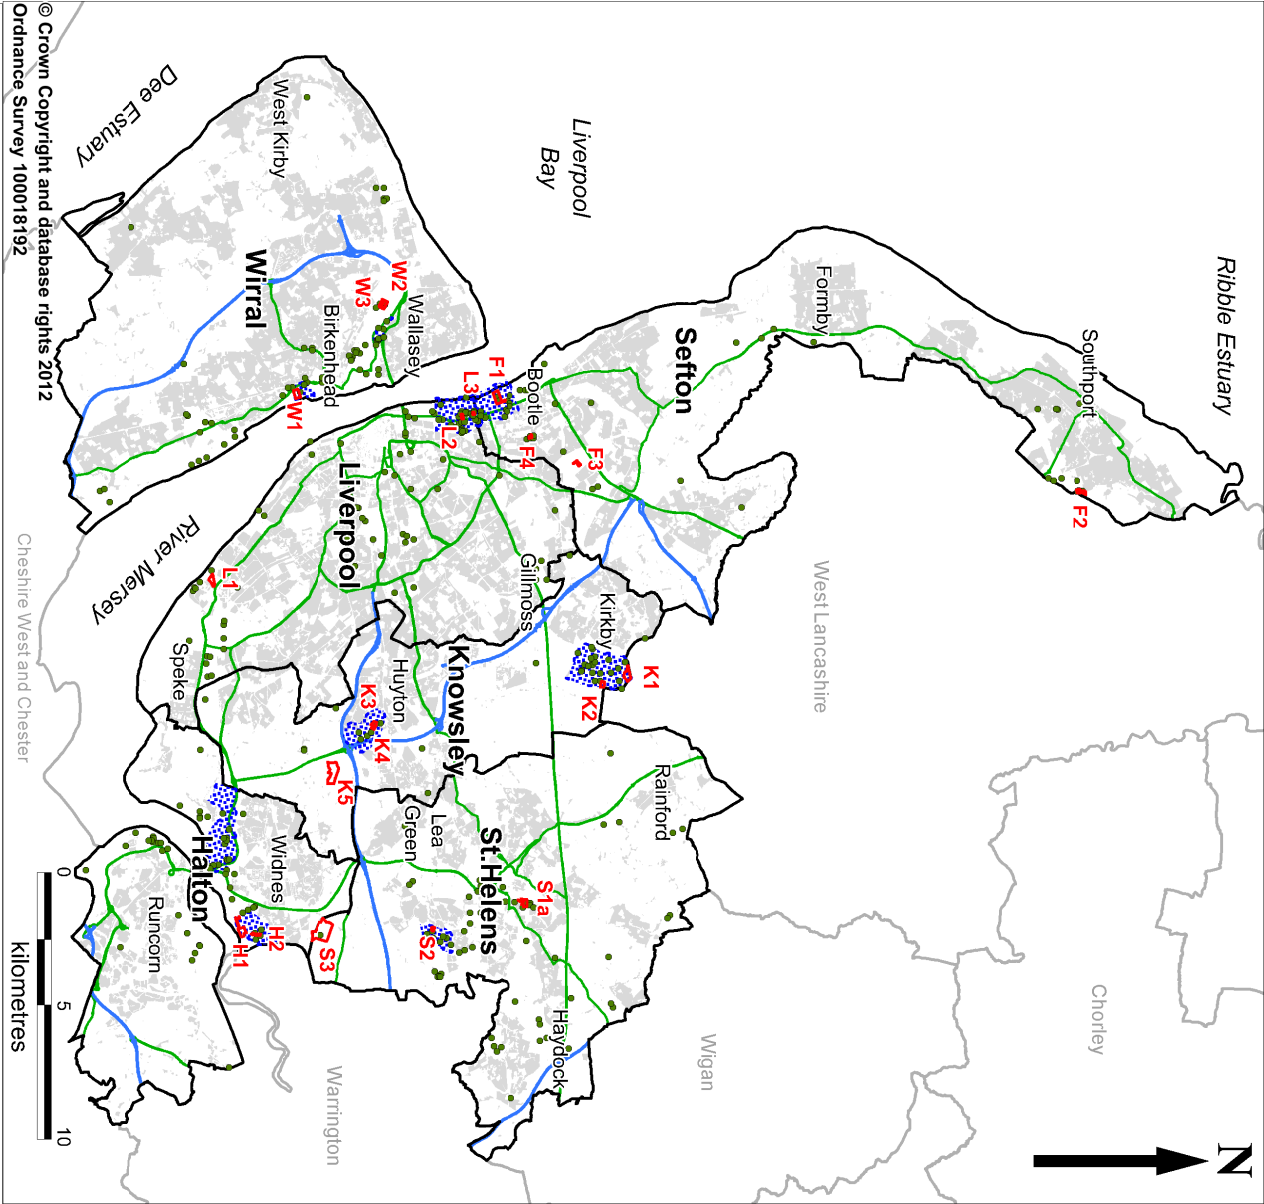 Ribble Estuary
Southport
F2
Formby
Sefton
West Lancashire
Chorley
Liverpool
Bay
Bootle
F1
F3
F4
L3
L2
Gillmoss
Kirkby
K1
K2
Rainford
Wigan
Wallasey
W2
W3
Birkenhead
W1
Wirral
West Kirby
Dee Estuary
Liverpool
Knowsley
Huyton
K3
K4
K5
Lea
Green
St.Helens
S1a
S2
S3
Haydock
L1
Speke
River Mersey
Widnes
Halton
H2
H1
Runcorn
Warrington
Cheshire West and Chester
N
0
5
10
kilometres
© Crown Copyright and database rights 2012
Ordnance Survey 100018192